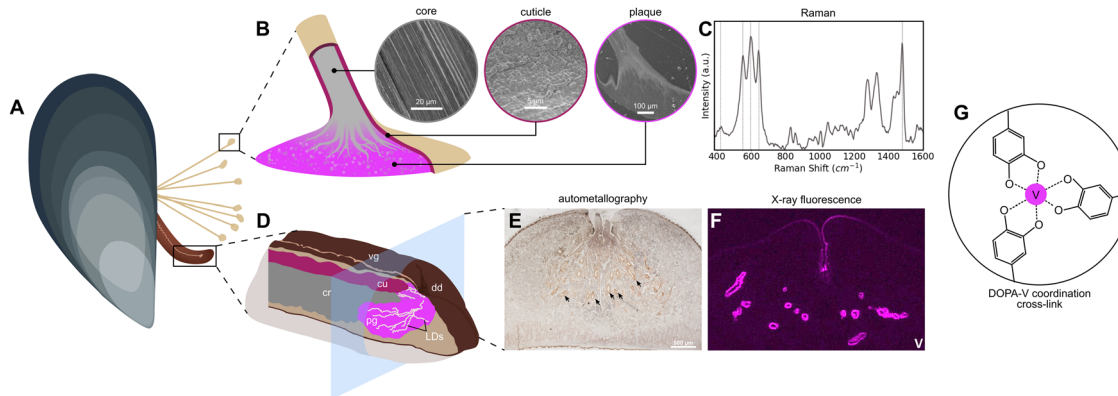 A
B
core
cuticle
plaque
20 µm
5 µm
100 µm
C
Raman
Intensity (a.u.)
400 600 800 1000 1200 1400 1600
Raman Shift (cm⁻¹)
D
vg
cu
dd
cr
pg
LDs
E
autometallography
500 µm
F
X-ray fluorescence
V
G
O
O
O
V
O
O
O
DOPA-V coordination
cross-link